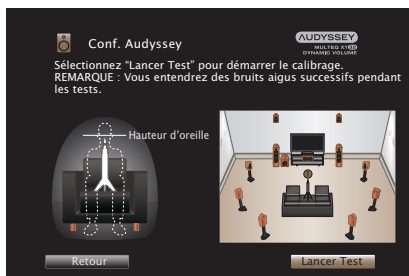 Conf. Audyssey
AUDYSSEY
MULTEQ XT32
DYNAMIC VOLUME
Sélectionnez “Lancer Test” pour démarrer le calibrage.
REMARQUE : Vous entendrez des bruits aigus successifs pendant
les tests.
Hauteur d’oreille
Retour
Lancer Test